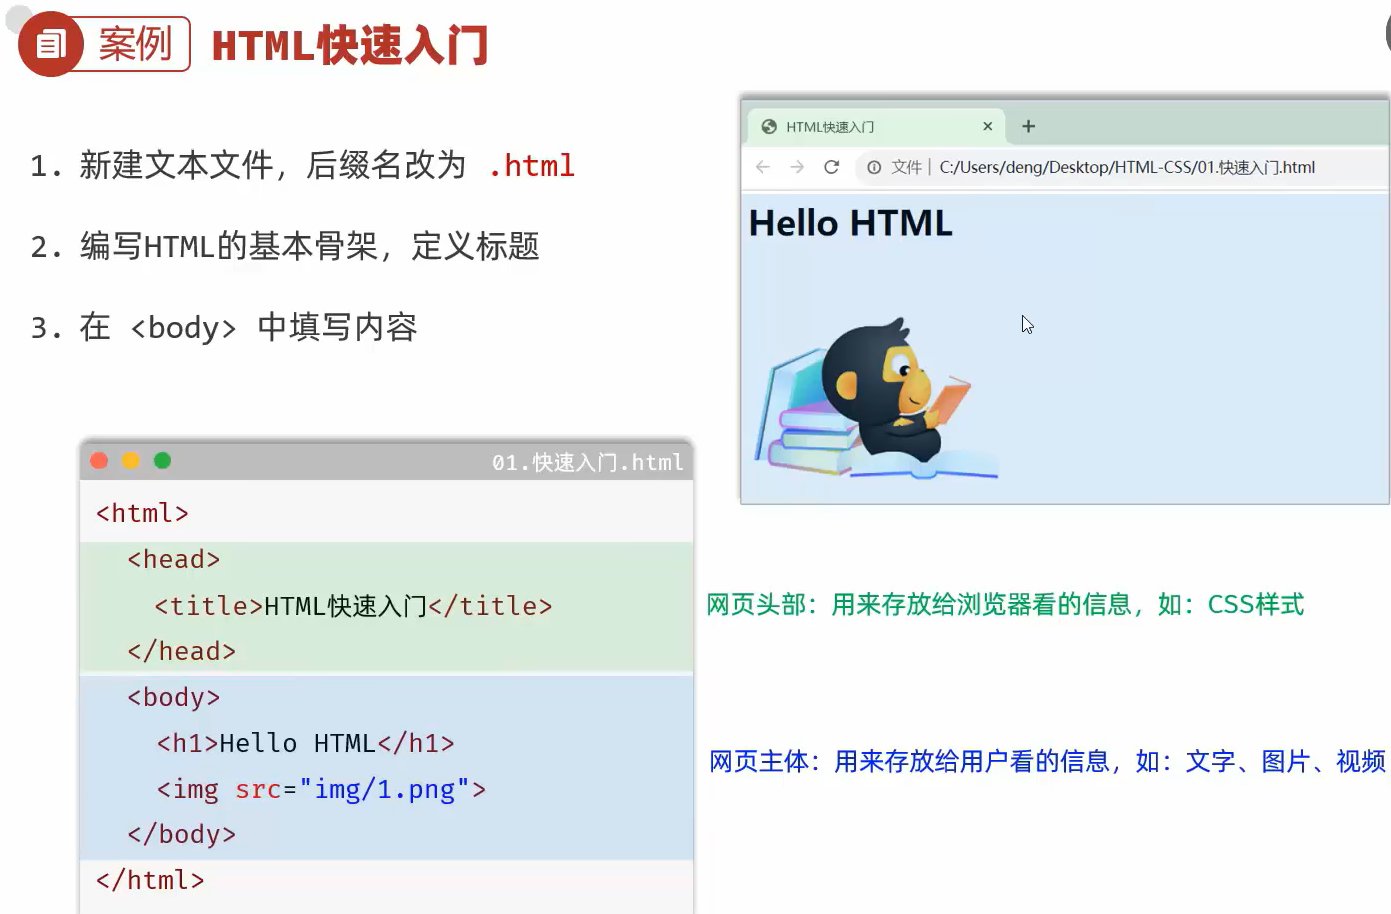 案例 HTML快速入门
1. 新建文本文件，后缀名改为 .html
2. 编写HTML的基本骨架，定义标题
3. 在 <body> 中填写内容
HTML快速入门
文件 | C:/Users/deng/Desktop/HTML-CSS/01.快速入门.html
Hello HTML
01.快速入门.html
<html>
<head>
<title>HTML快速入门</title>
</head>
<body>
<h1>Hello HTML</h1>
<img src="img/1.png">
</body>
</html>
网页头部：用来存放给浏览器看的信息，如：CSS样式
网页主体：用来存放给用户看的信息，如：文字、图片、视频